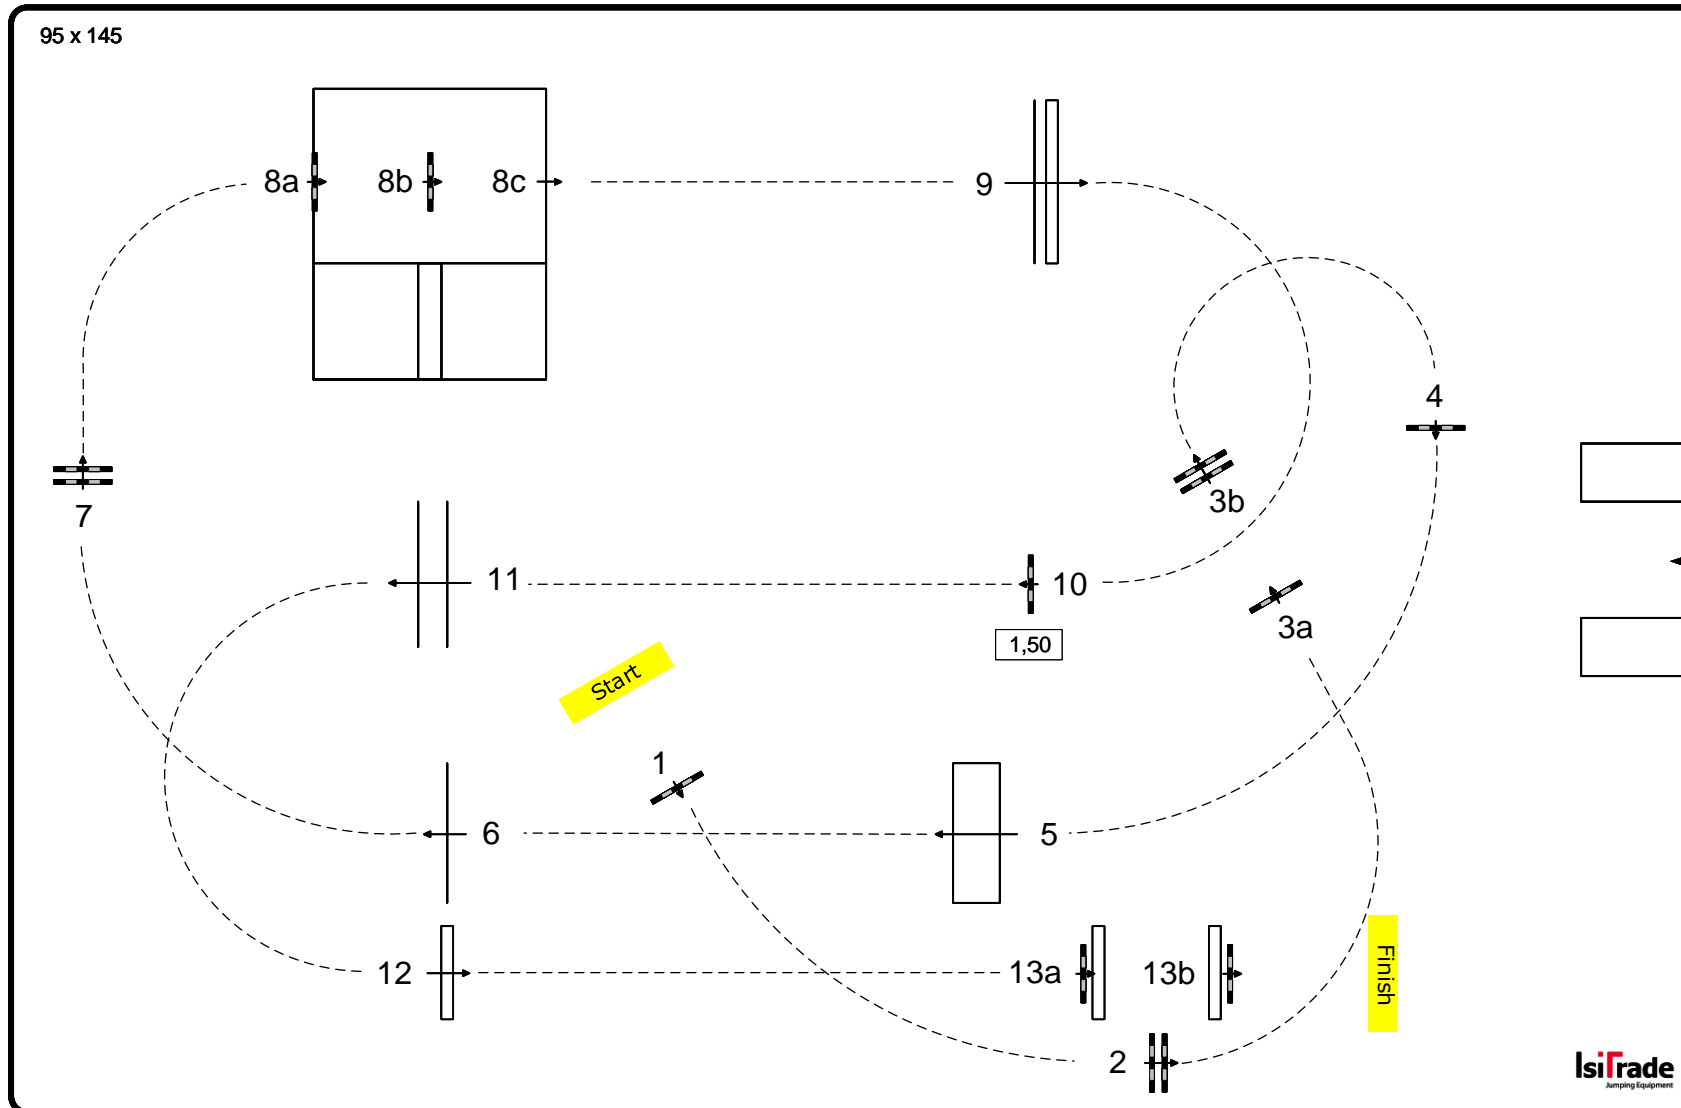 95 x 145
8a
8b
8c
9
4
7
3b
11
10
3a
1,50
Start
1
6
5
12
13a
13b
Finish
2
IsiTrade
Jumping Equipment